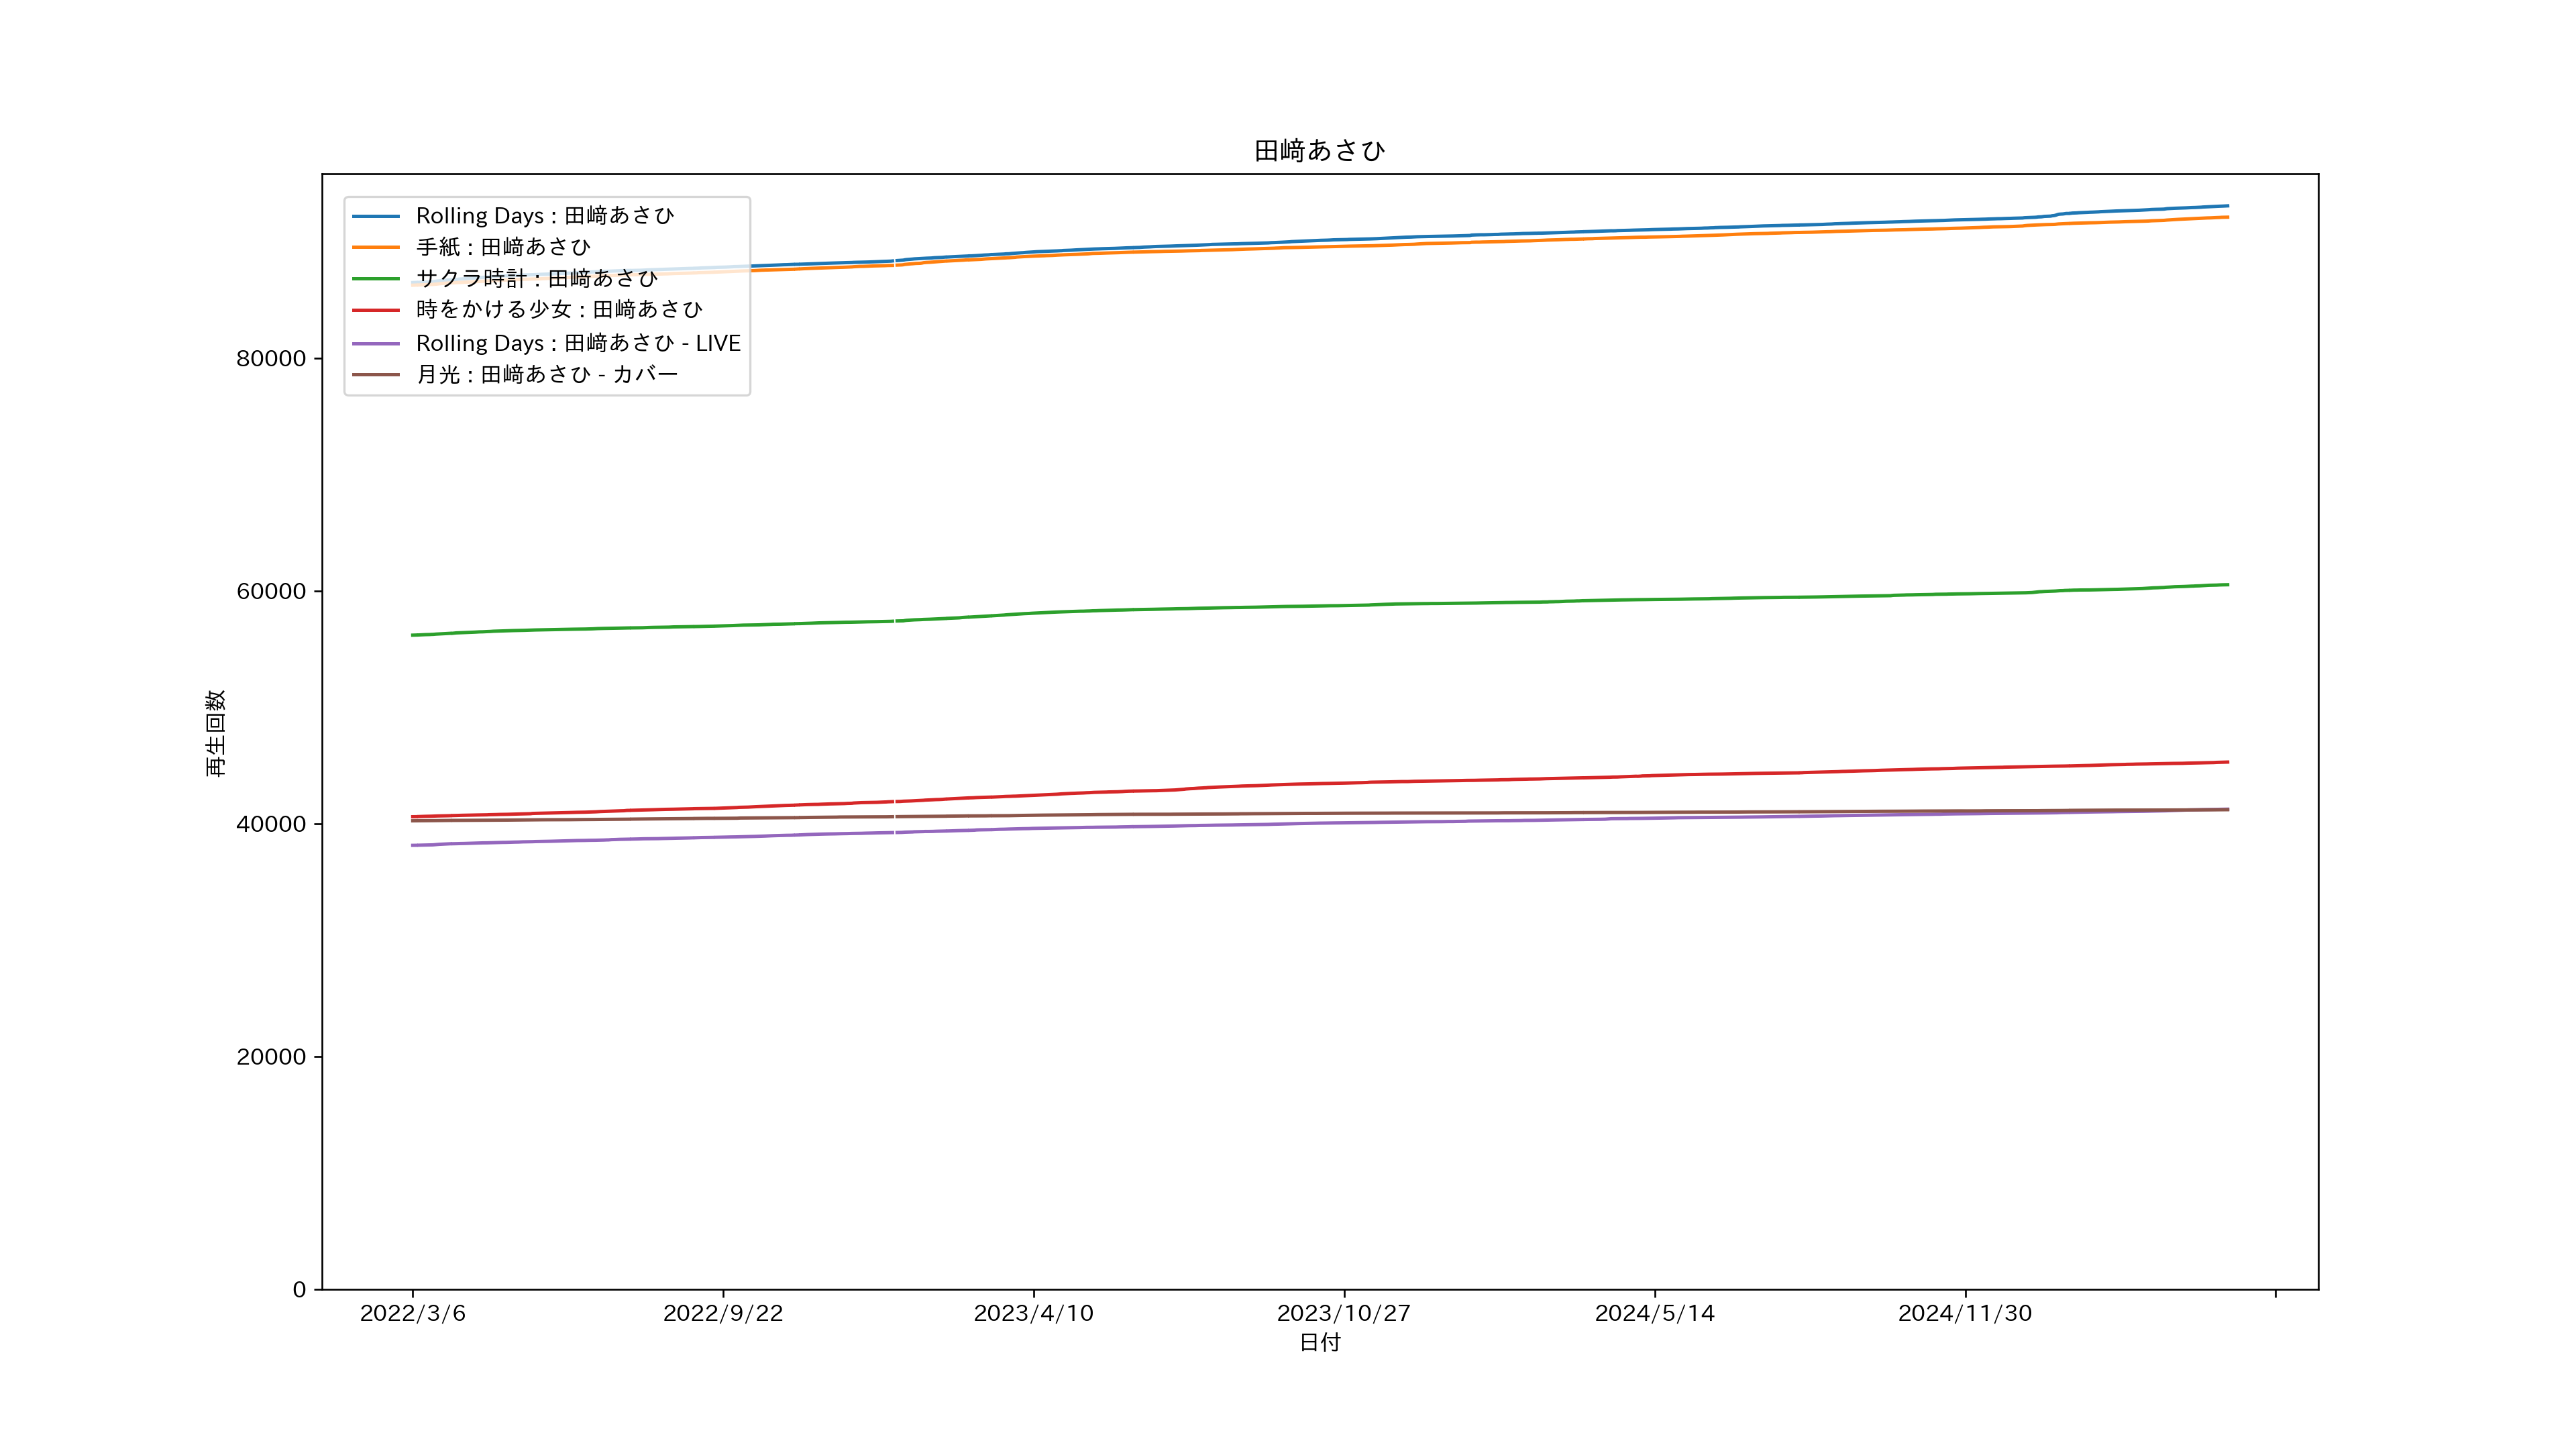 田﨑あさひ
Rolling Days : 田﨑あさひ
手紙 : 田﨑あさひ
サクラ時計 : 田﨑あさひ
時をかける少女 : 田﨑あさひ
Rolling Days : 田﨑あさひ - LIVE
月光 : 田﨑あさひ - カバー
80000
60000
40000
20000
0
再生回数
2022/3/6
2022/9/22
2023/4/10
2023/10/27
2024/5/14
2024/11/30
日付